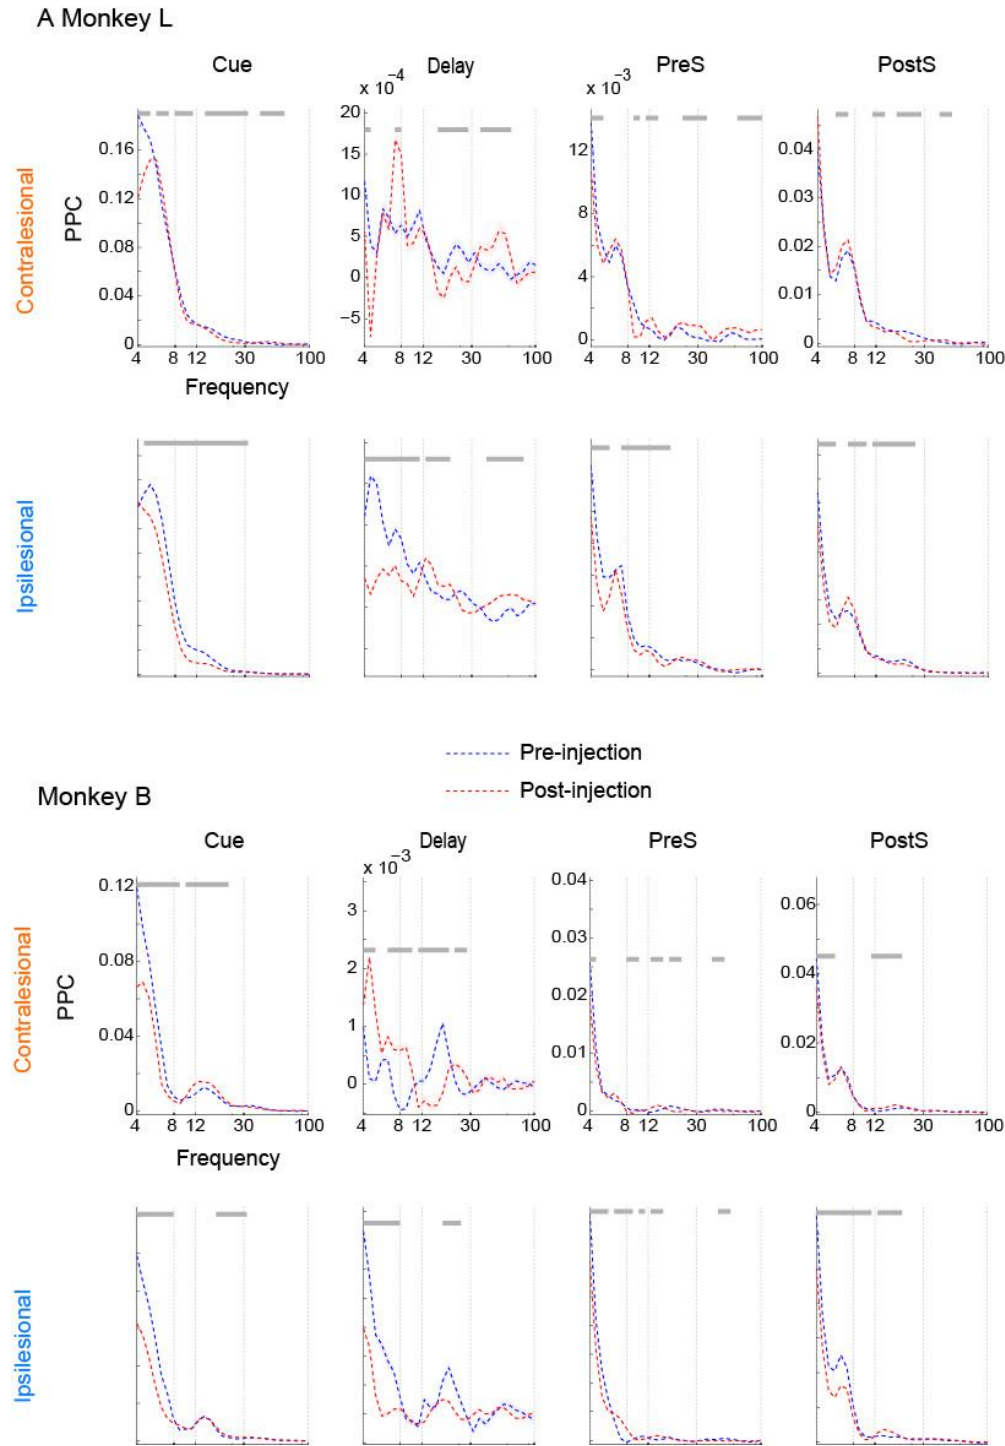 A Monkey L
Cue Delay PreS PostS
x 10−4 x 10−3
Contralesional
PPC
0.16
0.12
0.08
0.04
0
20
15
10
5
0
−5
12
8
4
0
0.04
0.03
0.02
0.01
0
4 8 12 30 100
4 8 12 30 100
4 8 12 30 100
4 8 12 30 100
Frequency
Ipsilesional
Pre-injection
Post-injection
Monkey B
Cue Delay PreS PostS
x 10−3
Contralesional
PPC
0.12
0.08
0.04
0
3
2
1
0
0.04
0.03
0.02
0.01
0
0.06
0.04
0.02
0
4 8 12 30 100
4 8 12 30 100
4 8 12 30 100
4 8 12 30 100
Frequency
Ipsilesional